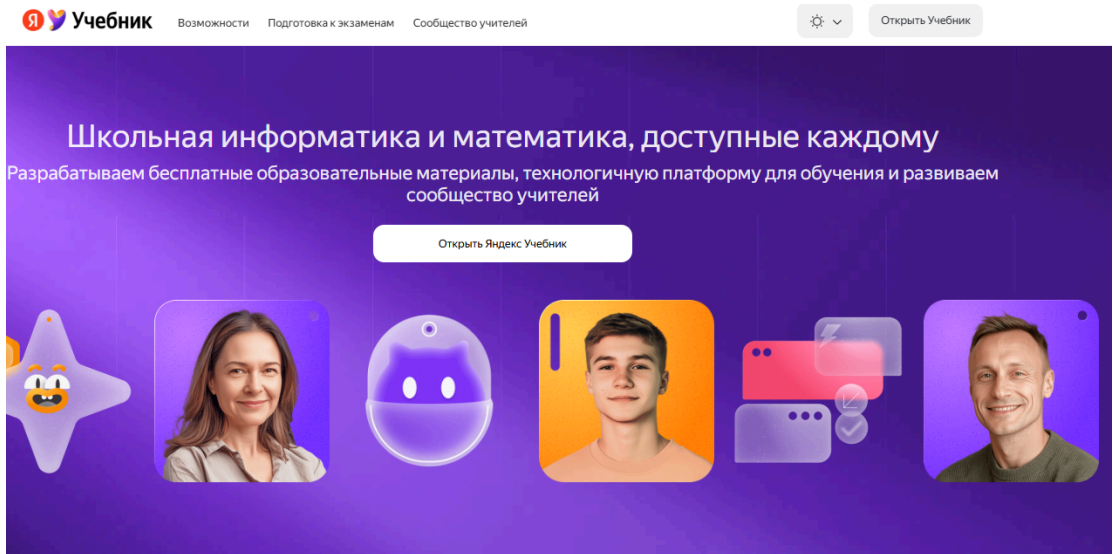 Я Учебник
Возможности
Подготовка к экзаменам
Сообщество учителей
Открыть Учебник
Школьная информатика и математика, доступные каждому
Разрабатываем бесплатные образовательные материалы, технологичную платформу для обучения и развиваем
сообщество учителей
Открыть Яндекс Учебник